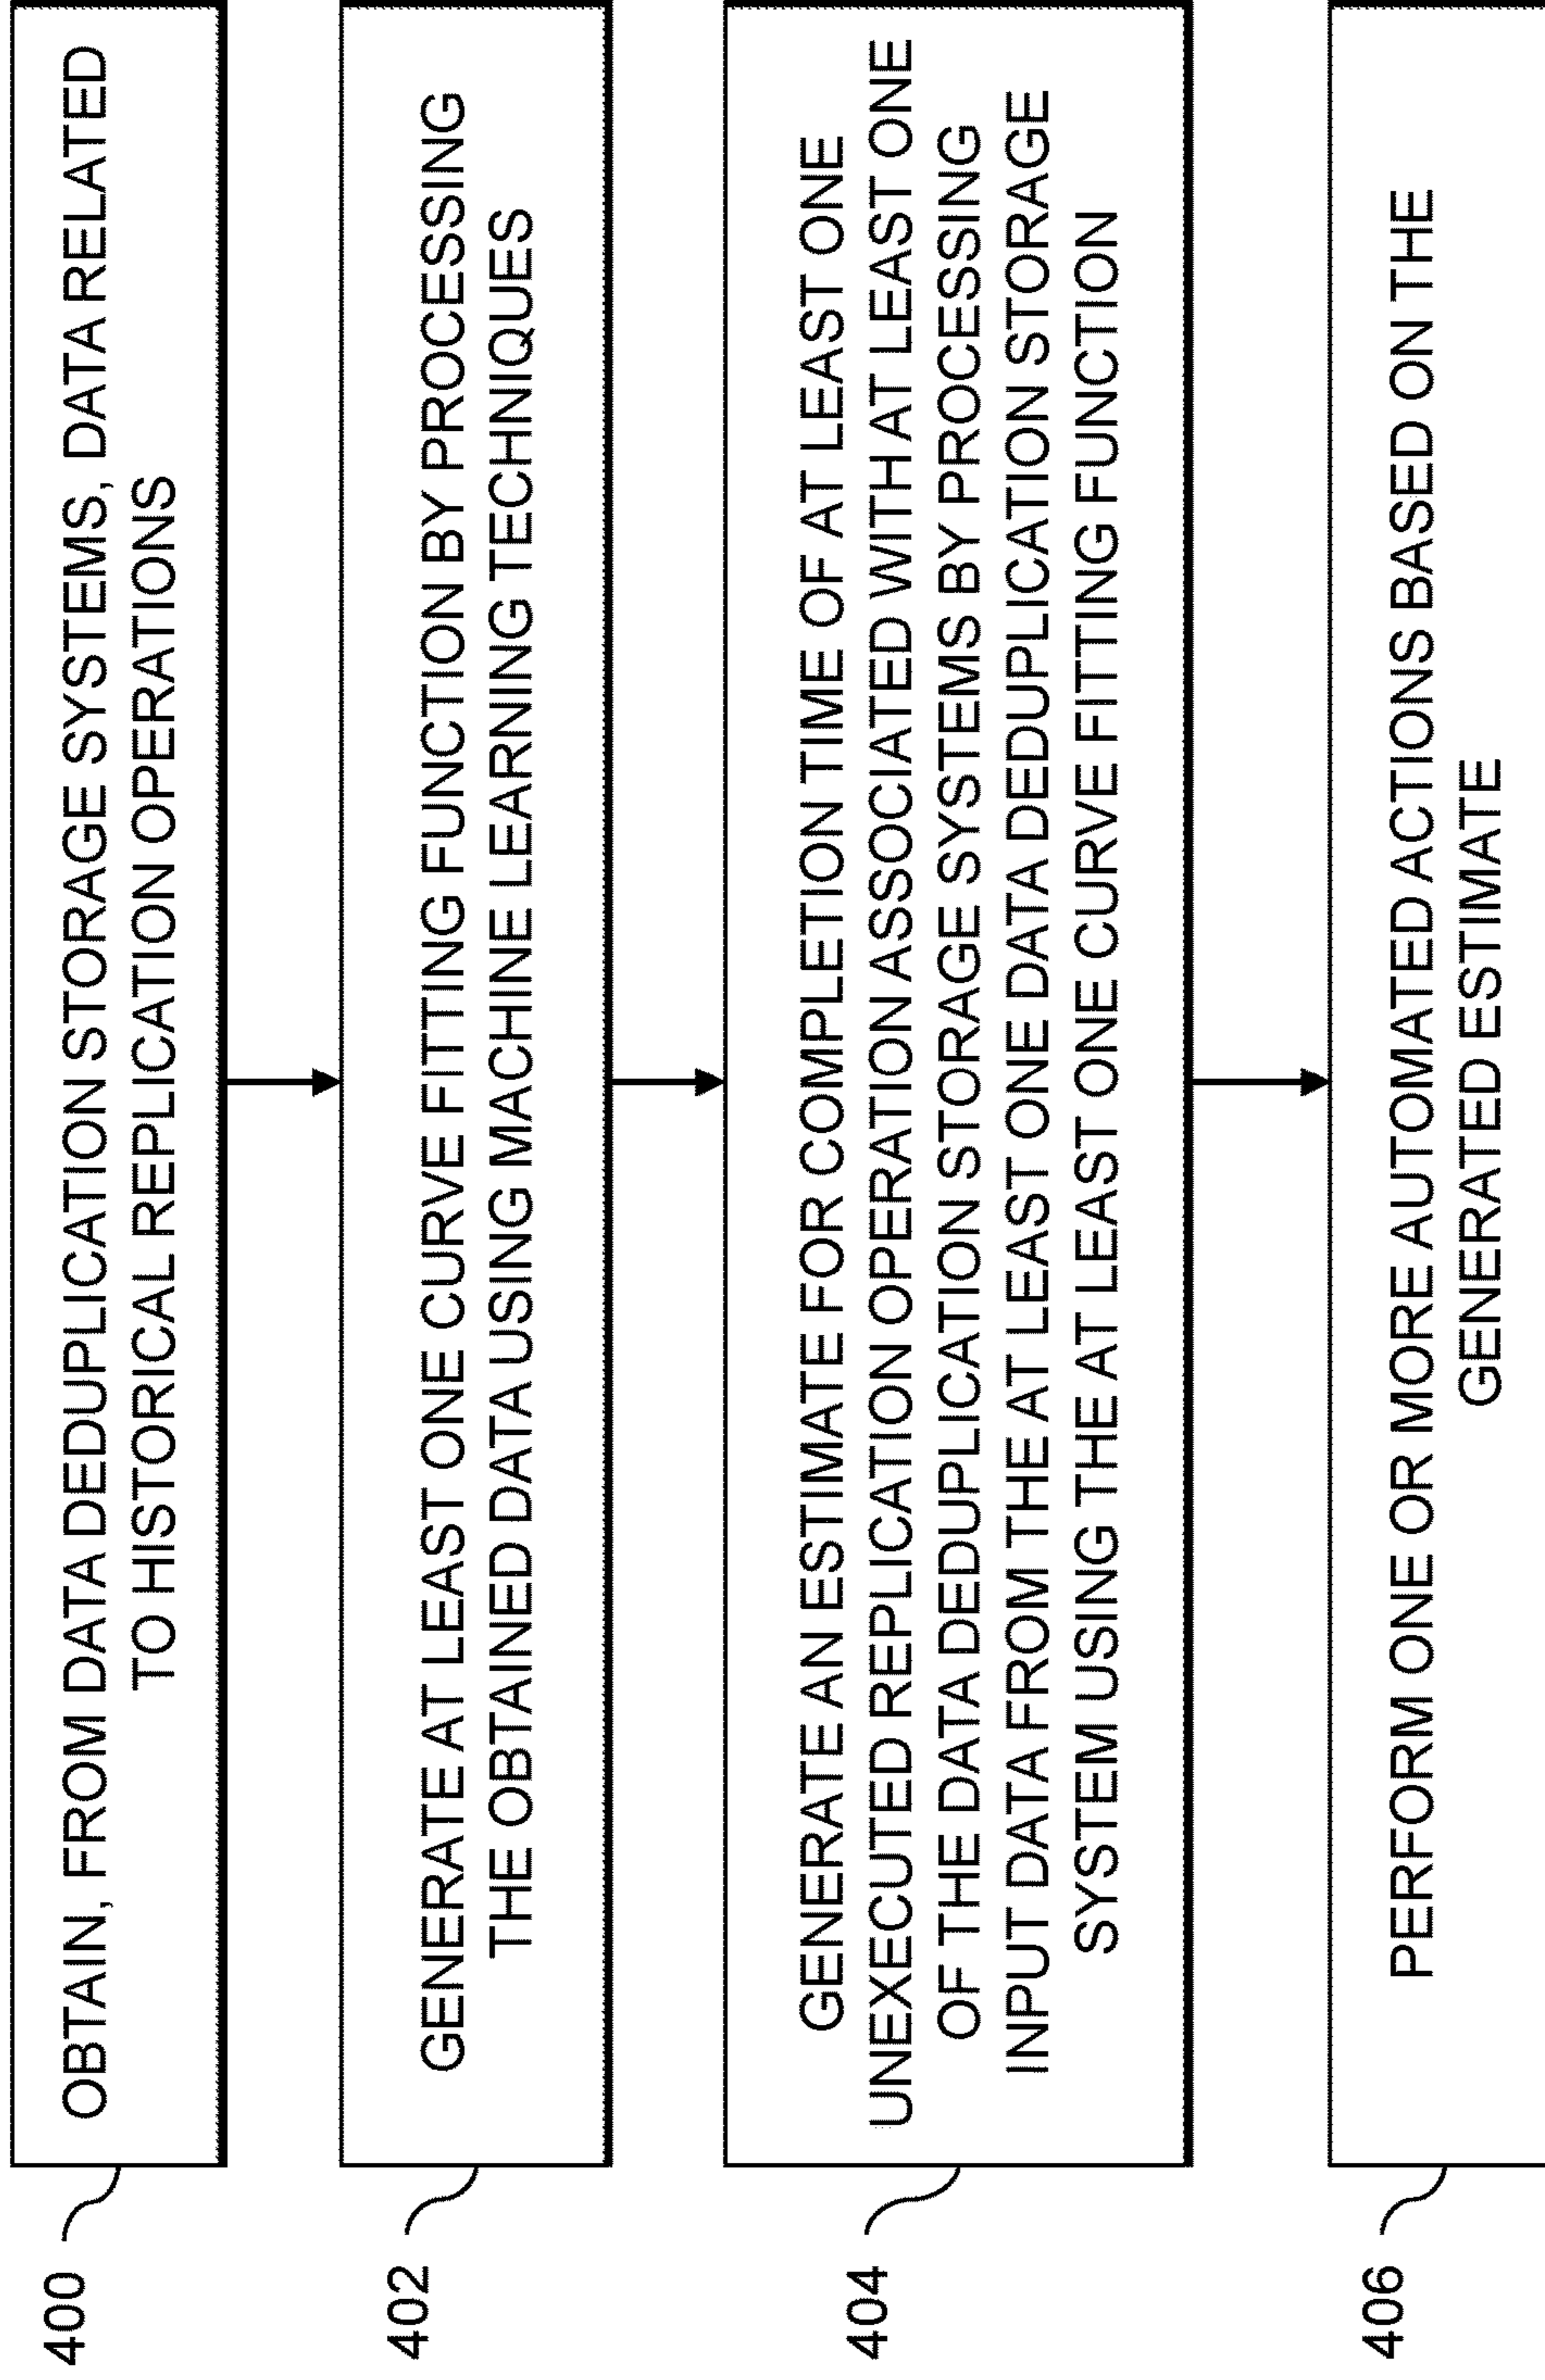 400
OBTAIN, FROM DATA DEDUPLICATION STORAGE SYSTEMS, DATA RELATED
TO HISTORICAL REPLICATION OPERATIONS
402
GENERATE AT LEAST ONE CURVE FITTING FUNCTION BY PROCESSING
THE OBTAINED DATA USING MACHINE LEARNING TECHNIQUES
404
GENERATE AN ESTIMATE FOR COMPLETION TIME OF AT LEAST ONE
UNEXECUTED REPLICATION OPERATION ASSOCIATED WITH AT LEAST ONE
OF THE DATA DEDUPLICATION STORAGE SYSTEMS BY PROCESSING
INPUT DATA FROM THE AT LEAST ONE DATA DEDUPLICATION STORAGE
SYSTEM USING THE AT LEAST ONE CURVE FITTING FUNCTION
406
PERFORM ONE OR MORE AUTOMATED ACTIONS BASED ON THE
GENERATED ESTIMATE